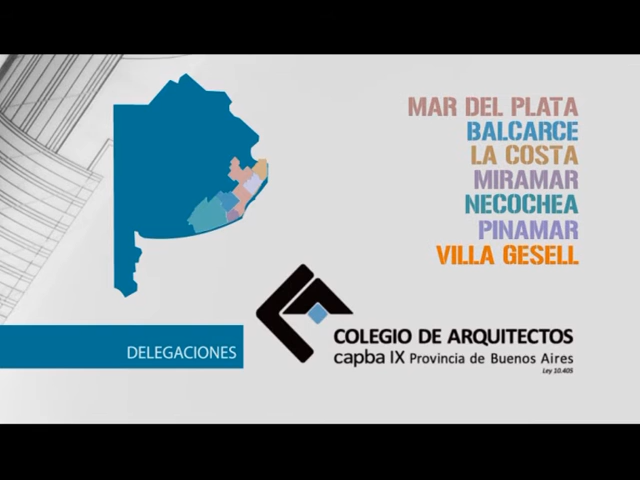 MAR DEL PLATA
BALCARCE
LA COSTA
MIRAMAR
NECOCHEA
PINAMAR
VILLA GESELL
DELEGACIONES
COLEGIO DE ARQUITECTOS
capba IX Provincia de Buenos Aires
Ley 10.405